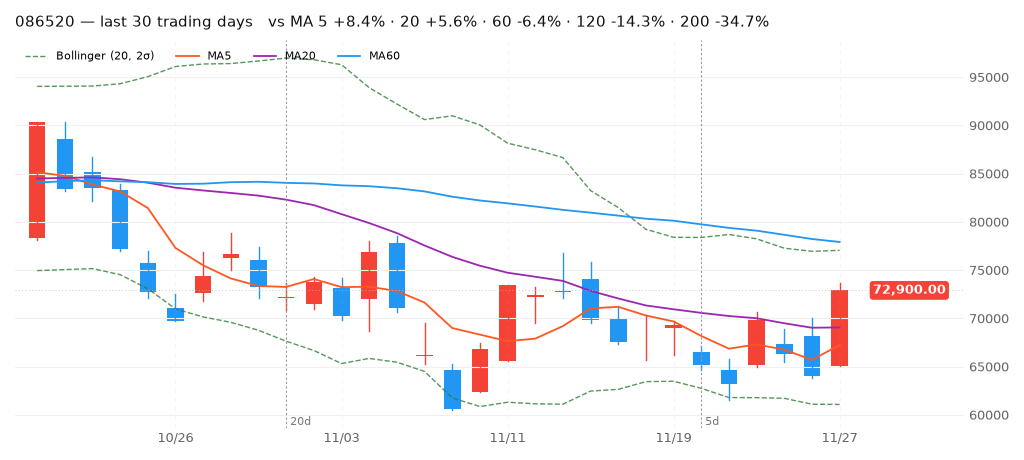 086520 — last 30 trading days   vs MA 5 +8.4% · 20 +5.6% · 60 -6.4% · 120 -14.3% · 200 -34.7%
Bollinger (20, 2σ)   MA5   MA20   MA60
95000
90000
85000
80000
75000
72,900.00
70000
65000
60000
20d
5d
10/26   11/03   11/11   11/19   11/27